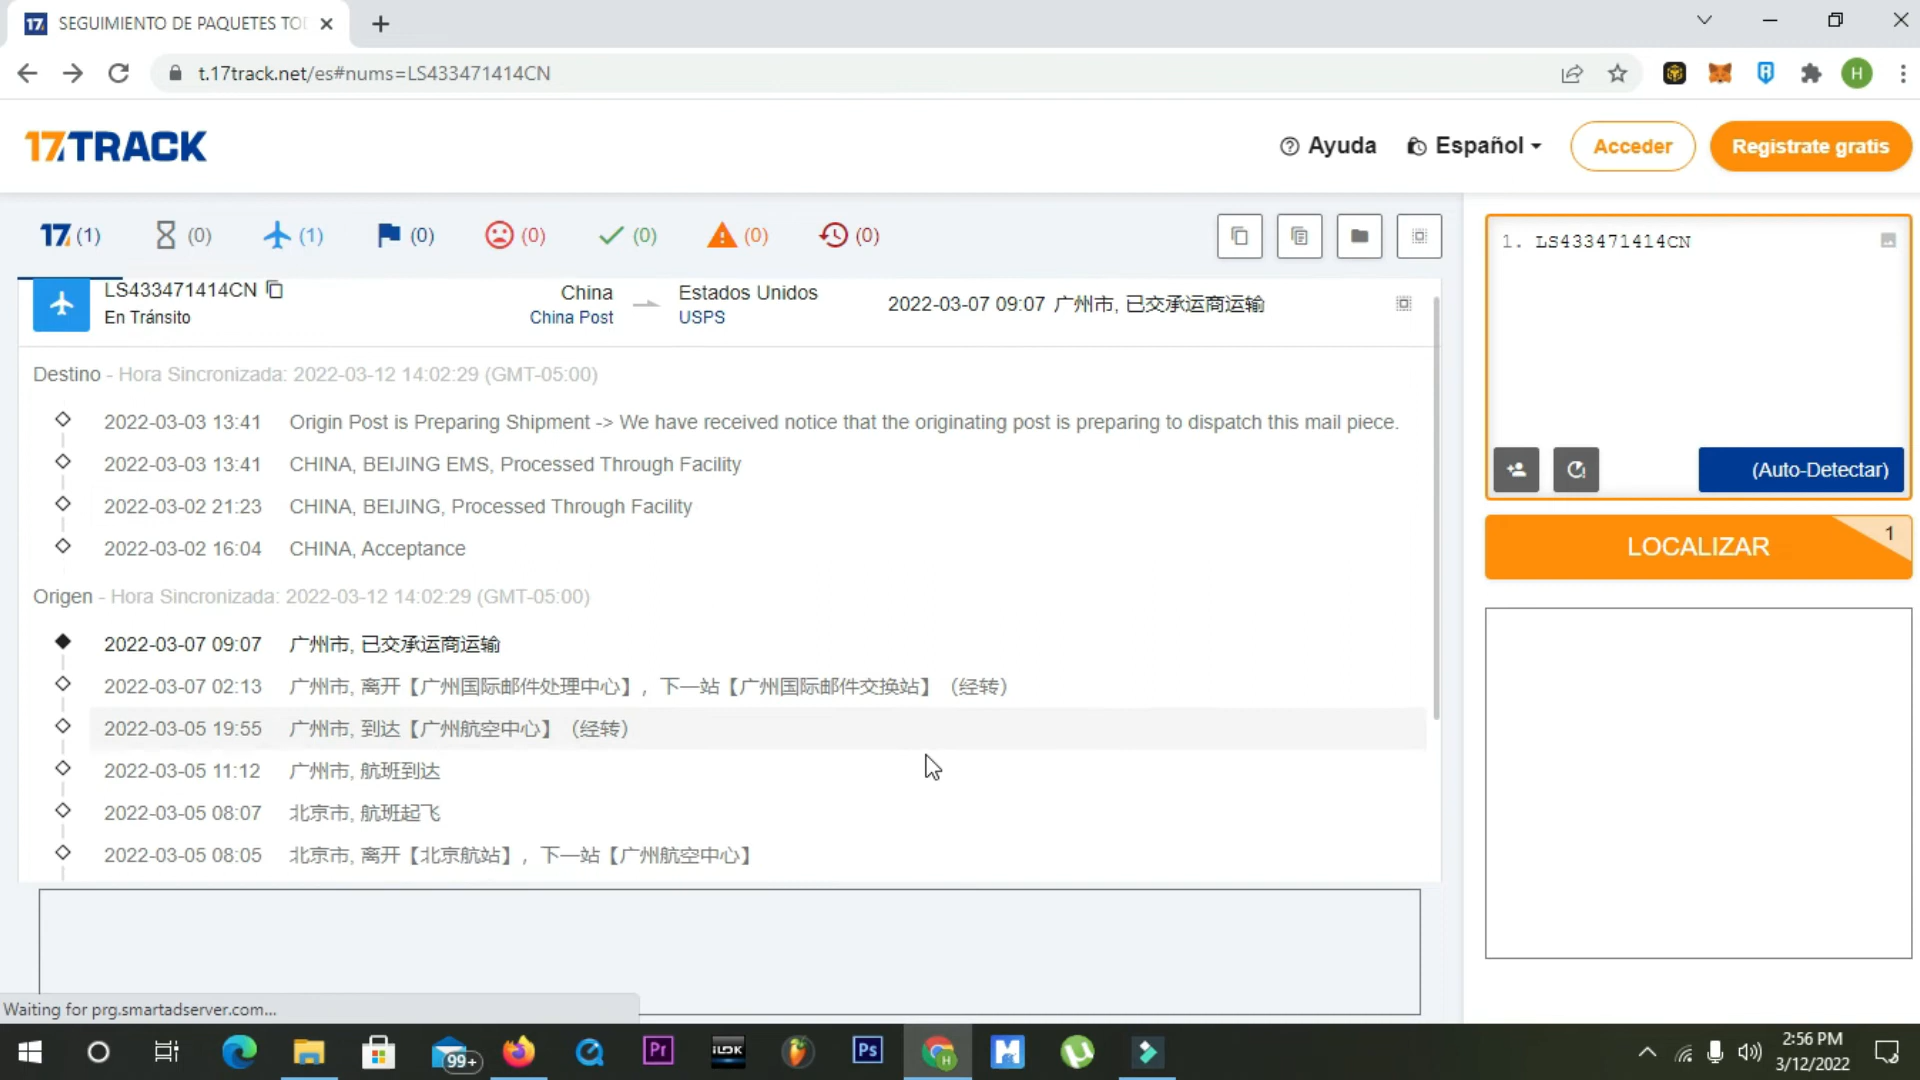 SEGUIMIENTO DE PAQUETES TO
t.17track.net/es#nums=LS433471414CN
H
17TRACK
Ayuda
Español
Acceder
Registrate gratis
17 (1)
(0)
(1)
(0)
(0)
(0)
(0)
(0)
LS433471414CN
En Tránsito
China
China Post
Estados Unidos
USPS
2022-03-07 09:07 广州市, 已交承运商运输
Destino - Hora Sincronizada: 2022-03-12 14:02:29 (GMT-05:00)
2022-03-03 13:41 Origin Post is Preparing Shipment -> We have received notice that the originating post is preparing to dispatch this mail piece.
2022-03-03 13:41 CHINA, BEIJING EMS, Processed Through Facility
2022-03-02 21:23 CHINA, BEIJING, Processed Through Facility
2022-03-02 16:04 CHINA, Acceptance
Origen - Hora Sincronizada: 2022-03-12 14:02:29 (GMT-05:00)
2022-03-07 09:07 广州市, 已交承运商运输
2022-03-07 02:13 广州市, 离开【广州国际邮件处理中心】，下一站【广州国际邮件交换站】（经转）
2022-03-05 19:55 广州市, 到达【广州航空中心】（经转）
2022-03-05 11:12 广州市, 航班到达
2022-03-05 08:07 北京市, 航班起飞
2022-03-05 08:05 北京市, 离开【北京航站】，下一站【广州航空中心】
1. LS433471414CN
(Auto-Detectar)
LOCALIZAR
1
Waiting for prg.smartadserver.com...
99+
Pr
iLOK
Ps
H
2:56 PM
3/12/2022